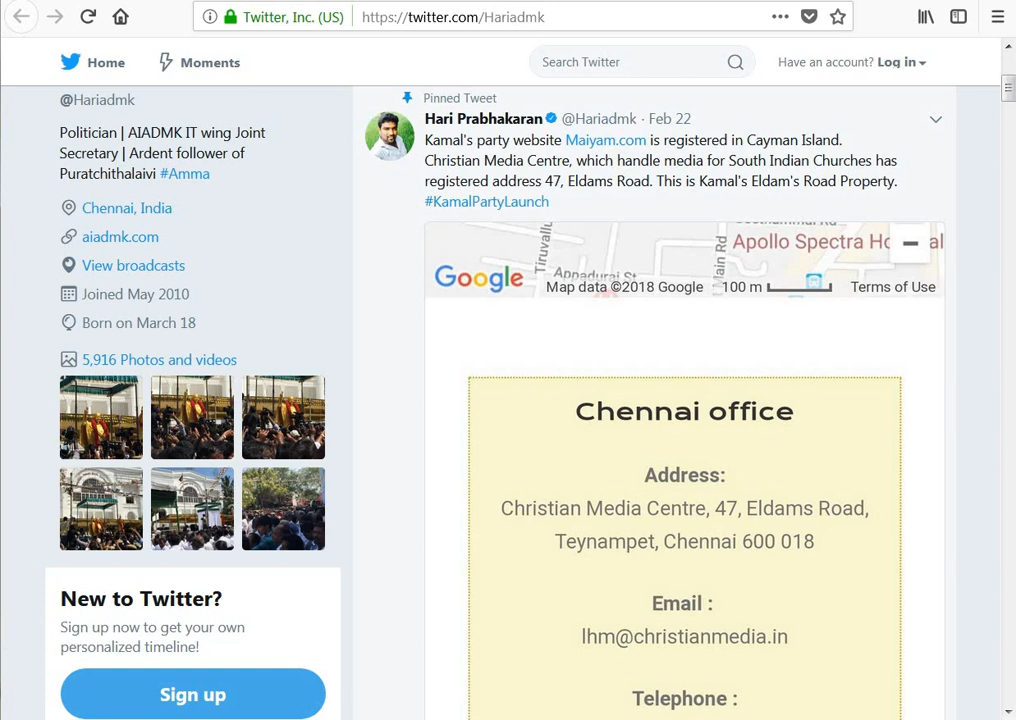 Twitter, Inc. (US)
https://twitter.com/Hariadmk
Home
Moments
Search Twitter
Have an account? Log in
@Hariadmk
Politician | AIADMK IT wing Joint
Secretary | Ardent follower of
Puratchithalaivi #Amma
Chennai, India
aiadmk.com
View broadcasts
Joined May 2010
Born on March 18
5,916 Photos and videos
New to Twitter?
Sign up now to get your own
personalized timeline!
Sign up
Pinned Tweet
Hari Prabhakaran @Hariadmk · Feb 22
Kamal's party website Maiyam.com is registered in Cayman Island.
Christian Media Centre, which handle media for South Indian Churches has
registered address 47, Eldams Road. This is Kamal's Eldam's Road Property.
#KamalPartyLaunch
Main Rd
Apollo Spectra
Appadurai St
Google
Map data ©2018 Google
100 m
Terms of Use
Chennai office
Address:
Christian Media Centre, 47, Eldams Road,
Teynampet, Chennai 600 018
Email :
lhm@christianmedia.in
Telephone :